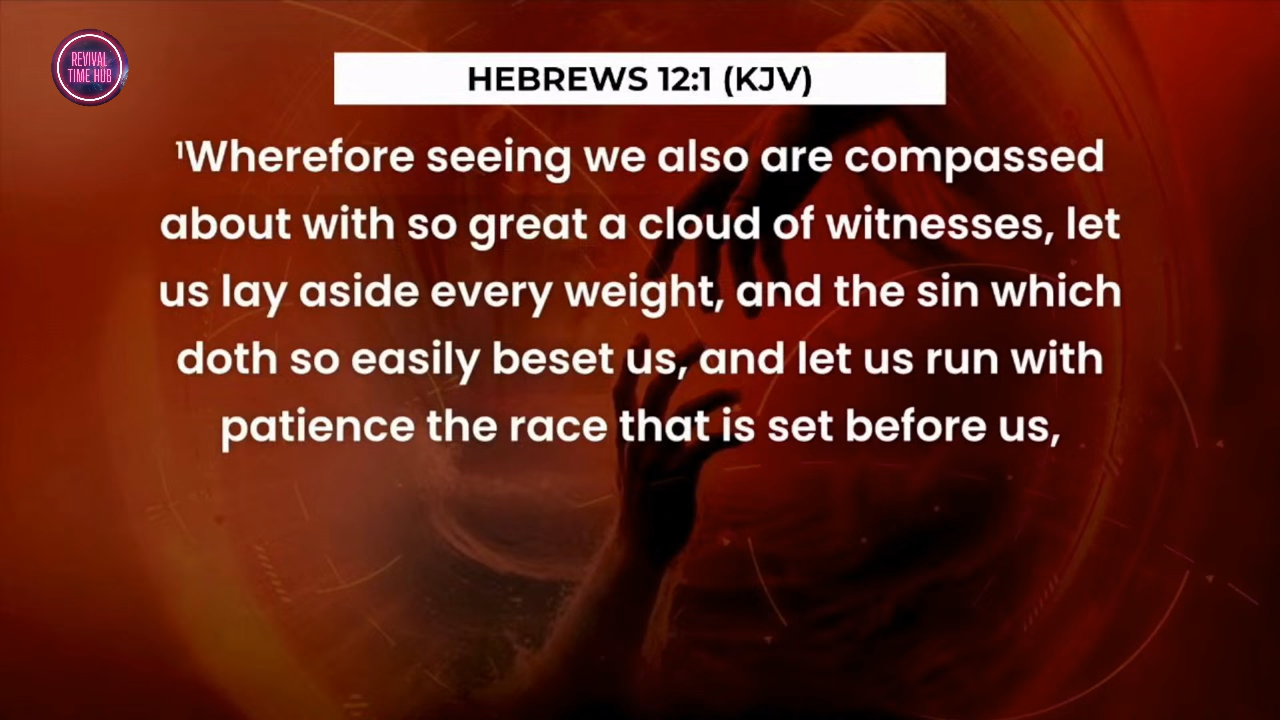 REVIVAL
TIME HUB
HEBREWS 12:1 (KJV)
¹Wherefore seeing we also are compassed
about with so great a cloud of witnesses, let
us lay aside every weight, and the sin which
doth so easily beset us, and let us run with
patience the race that is set before us,